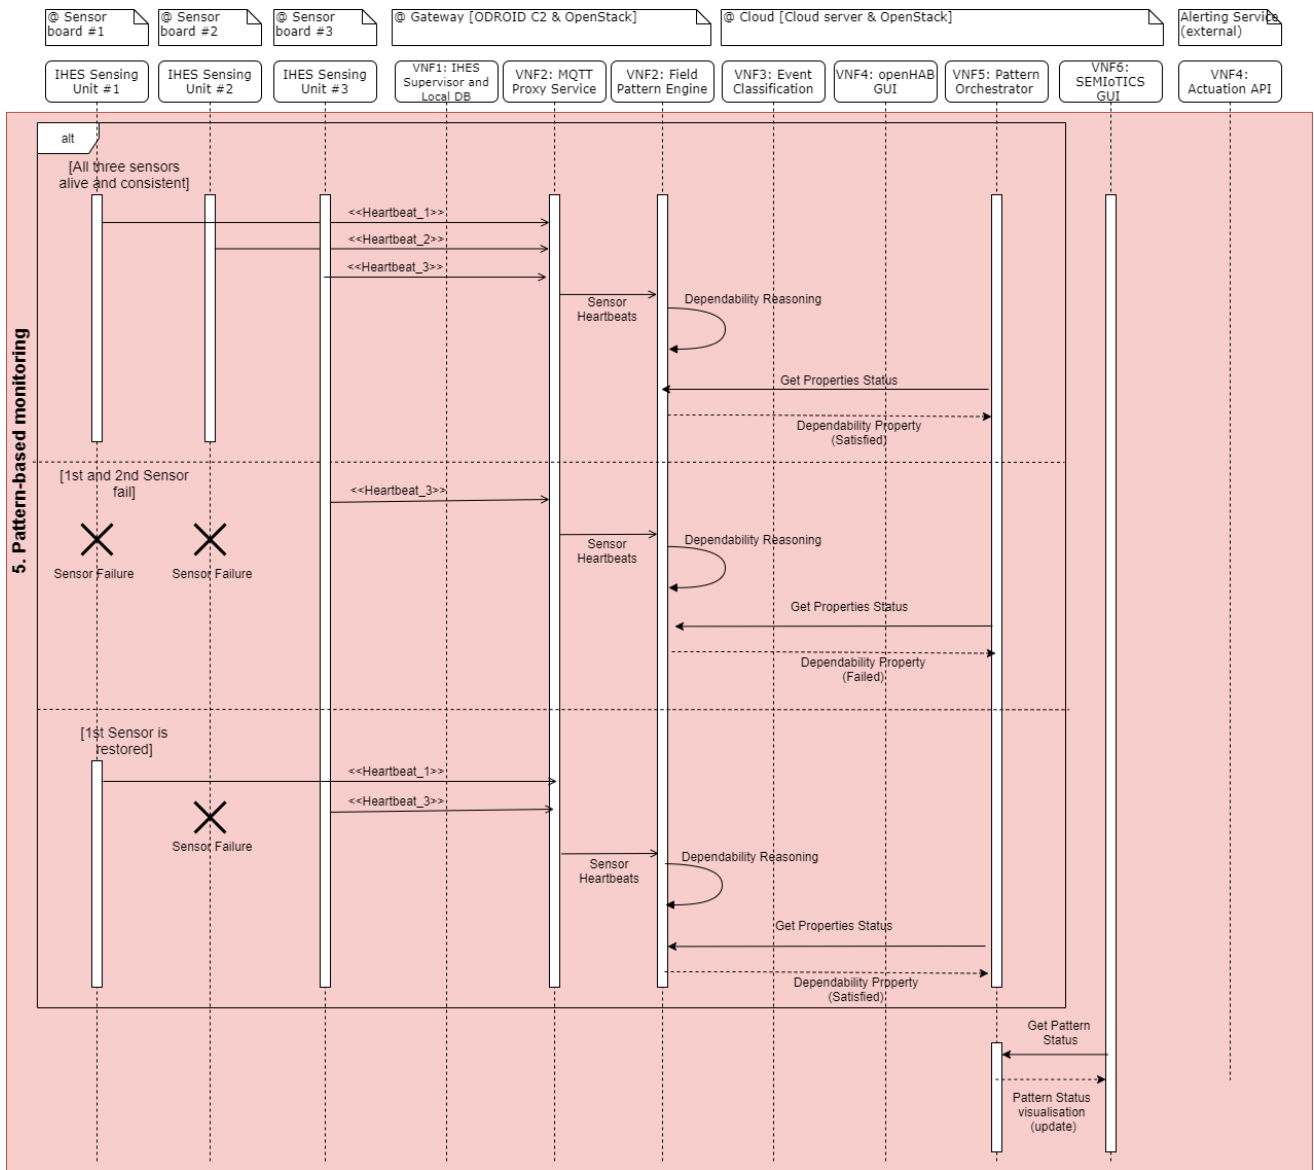 @ Sensor
board #1
@ Sensor
board #2
@ Sensor
board #3
@ Gateway [ODROID C2 & OpenStack]
@ Cloud [Cloud server & OpenStack]
Alerting Service
(external)
IHES Sensing
Unit #1
IHES Sensing
Unit #2
IHES Sensing
Unit #3
VNF1: IHES
Supervisor and
Local DB
VNF2: MQTT
Proxy Service
VNF2: Field
Pattern Engine
VNF3: Event
Classification
VNF4: openHAB
GUI
VNF5: Pattern
Orchestrator
VNF6:
SEMIoTICS
GUI
VNF4:
Actuation API
5. Pattern-based monitoring
alt
[All three sensors
alive and consistent]
<<Heartbeat_1>>
<<Heartbeat_2>>
<<Heartbeat_3>>
Sensor
Heartbeats
Dependability Reasoning
Get Properties Status
Dependability Property
(Satisfied)
[1st and 2nd Sensor
fail]
<<Heartbeat_3>>
Sensor Failure
Sensor Failure
Sensor
Heartbeats
Dependability Reasoning
Get Properties Status
Dependability Property
(Failed)
[1st Sensor is
restored]
<<Heartbeat_1>>
<<Heartbeat_3>>
Sensor Failure
Sensor
Heartbeats
Dependability Reasoning
Get Properties Status
Dependability Property
(Satisfied)
Get Pattern
Status
Pattern Status
visualisation
(update)